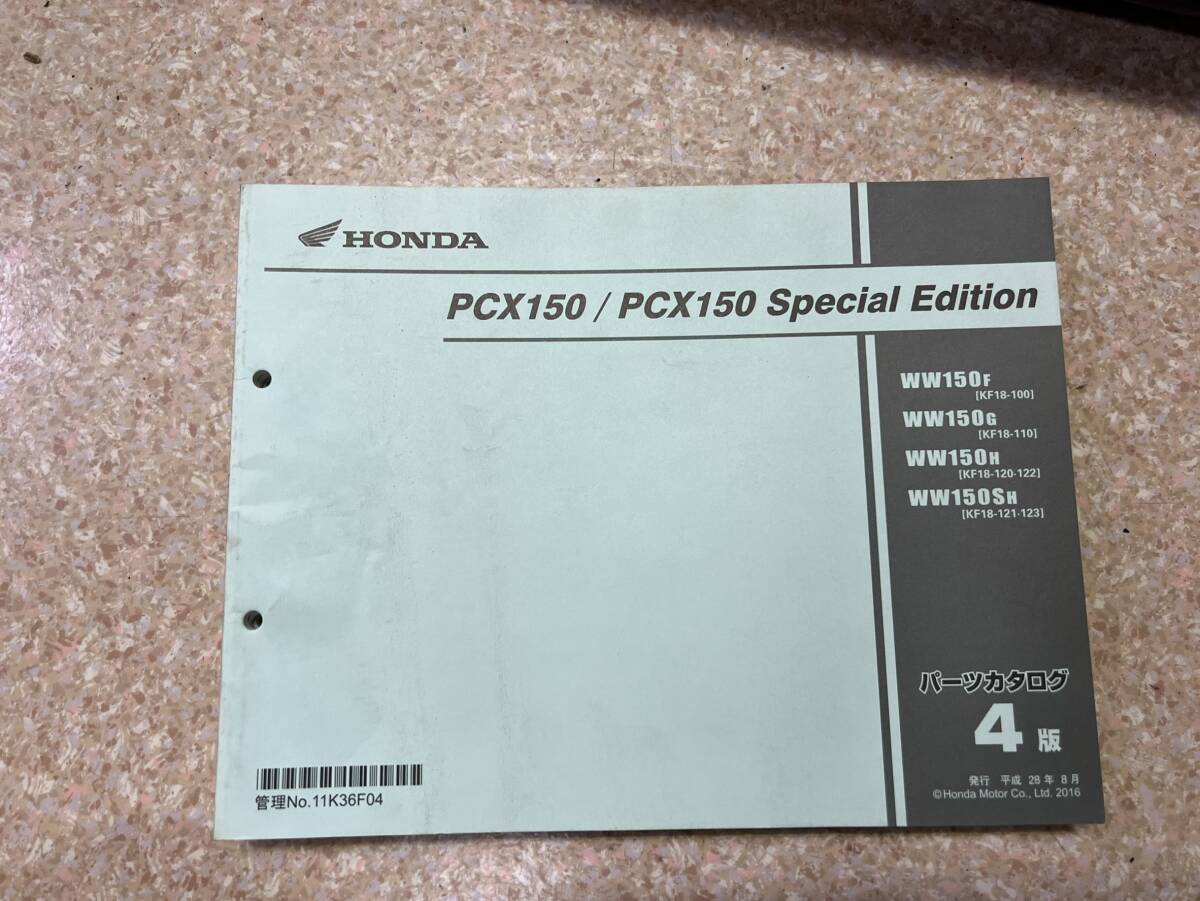 HONDA
PCX150 / PCX150 Special Edition
WW150F
[KF18-100]
WW150G
[KF18-110]
WW150H
[KF18-120·122]
WW150SH
[KF18-121·123]
パーツカタログ
4版
発行 平成 28 年 8 月
©Honda Motor Co., Ltd. 2016
管理No.11K36F04